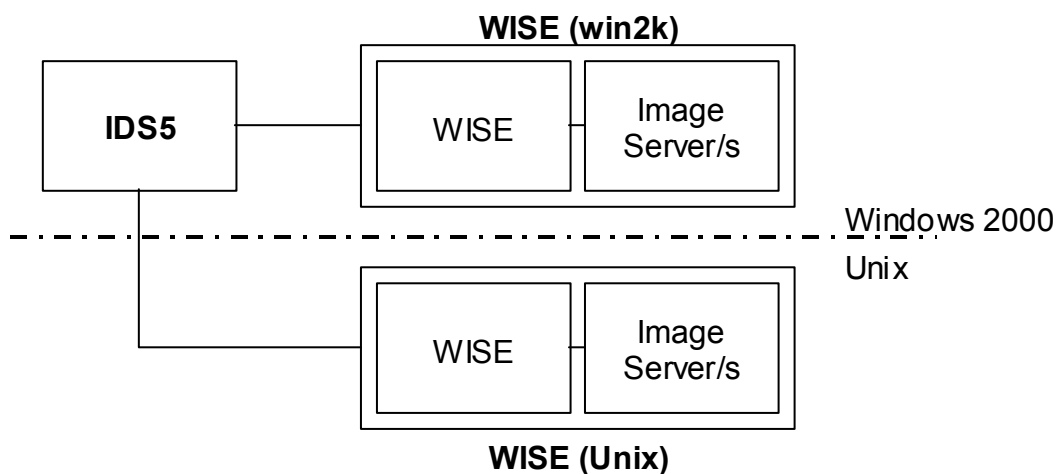 WISE (win2k)
IDS5
WISE
Image
Server/s
Windows 2000
Unix
WISE
Image
Server/s
WISE (Unix)